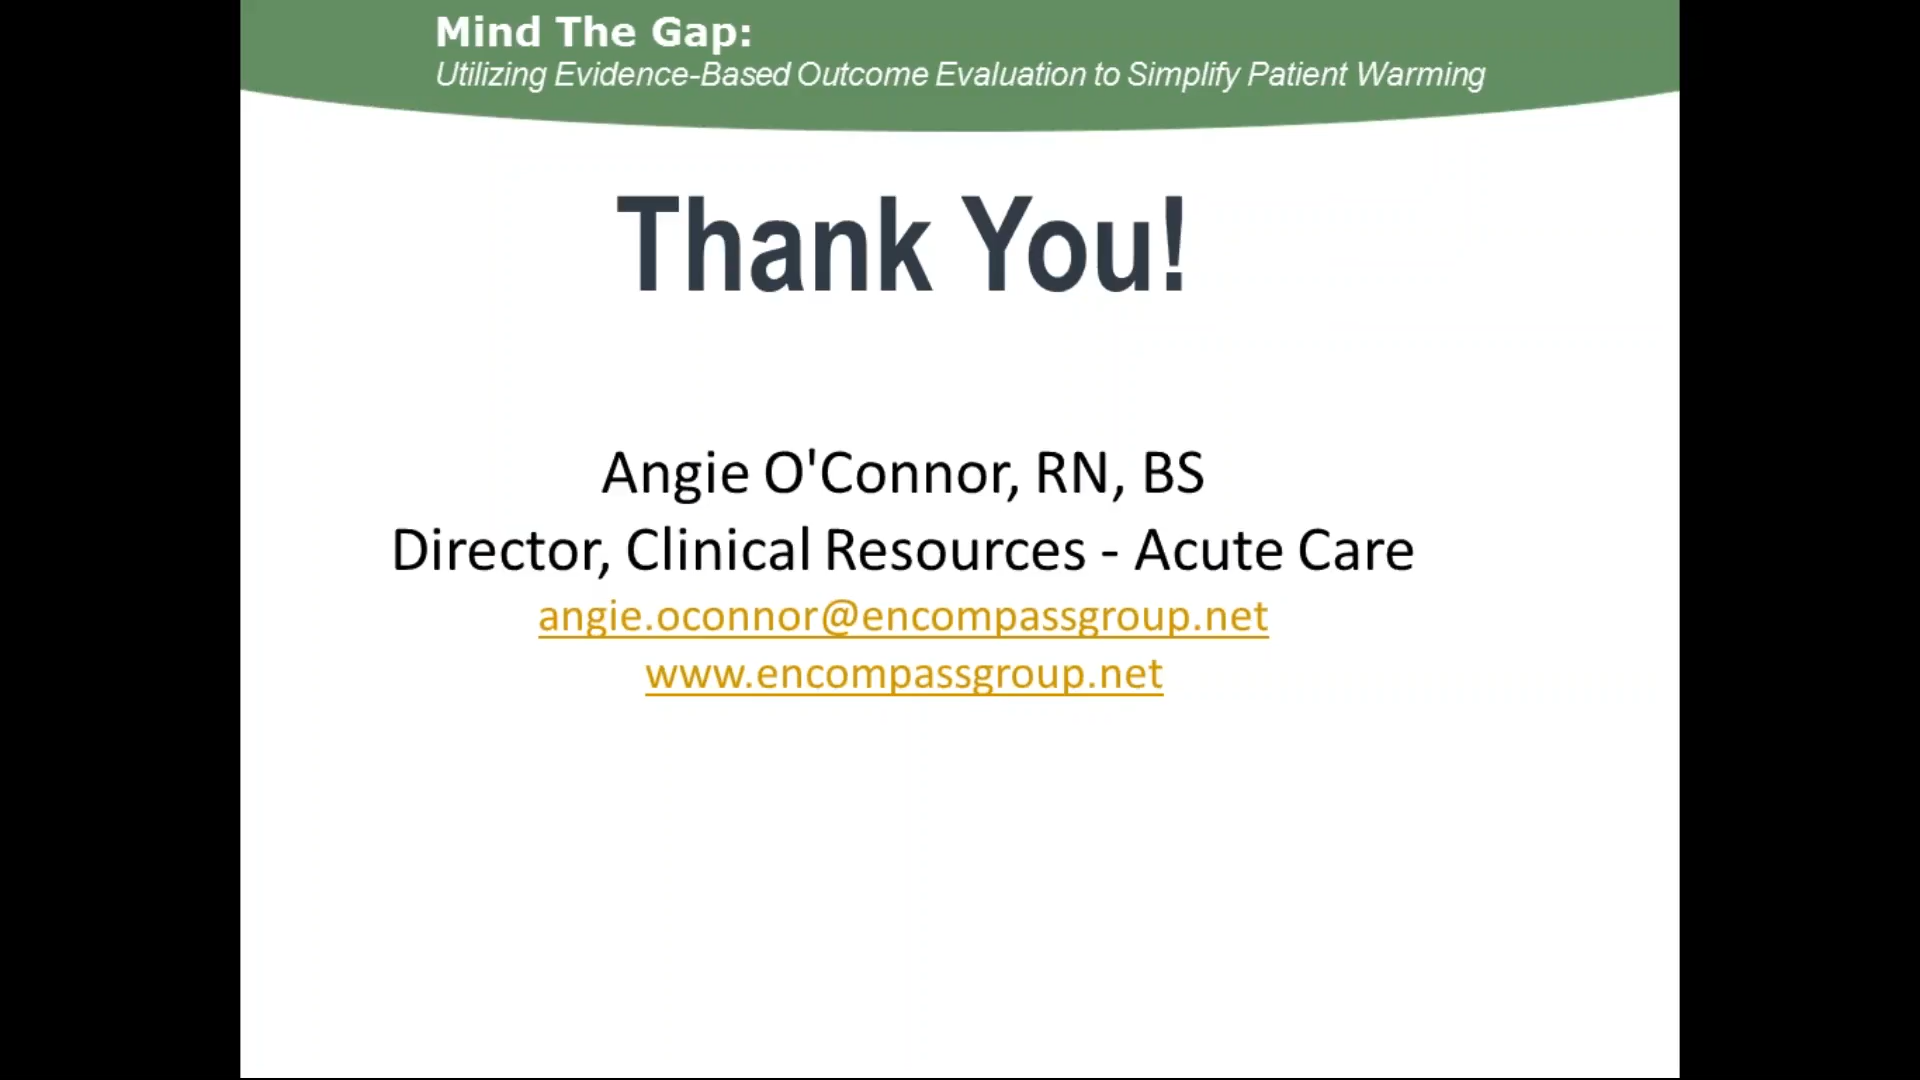 Mind The Gap:
Utilizing Evidence-Based Outcome Evaluation to Simplify Patient Warming
Thank You!
Angie O'Connor, RN, BS
Director, Clinical Resources - Acute Care
angie.oconnor@encompassgroup.net
www.encompassgroup.net